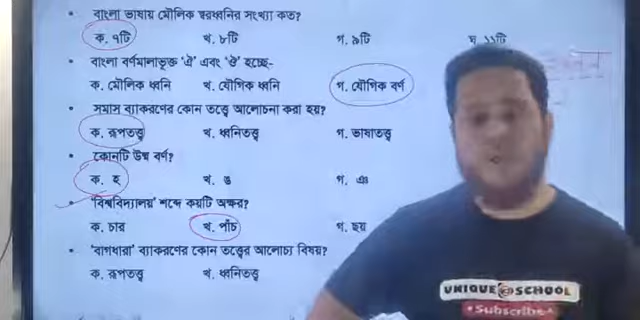 • বাংলা ভাষায় মৌলিক স্বরধ্বনির সংখ্যা কত?
ক. ৭টি খ. ৮টি গ. ৯টি ঘ. ১১টি
• বাংলা বর্ণমালাভুক্ত 'ঐ' এবং 'ঔ' হচ্ছে-
ক. মৌলিক ধ্বনি খ. যৌগিক ধ্বনি গ. যৌগিক বর্ণ
• সমাস ব্যাকরণের কোন তত্ত্বে আলোচনা করা হয়?
ক. রূপতত্ত্ব খ. ধ্বনিতত্ত্ব গ. ভাষাতত্ত্ব
• কোনটি উষ্ম বর্ণ?
ক. হ খ. ঙ গ. ঞ
• 'বিশ্ববিদ্যালয়' শব্দে কয়টি অক্ষর?
ক. চার খ. পাঁচ গ. ছয়
• 'বাগধারা' ব্যাকরণের কোন তত্ত্বের আলোচ্য বিষয়?
ক. রূপতত্ত্ব খ. ধ্বনিতত্ত্ব
UNIQUE SCHOOL
Subscribe